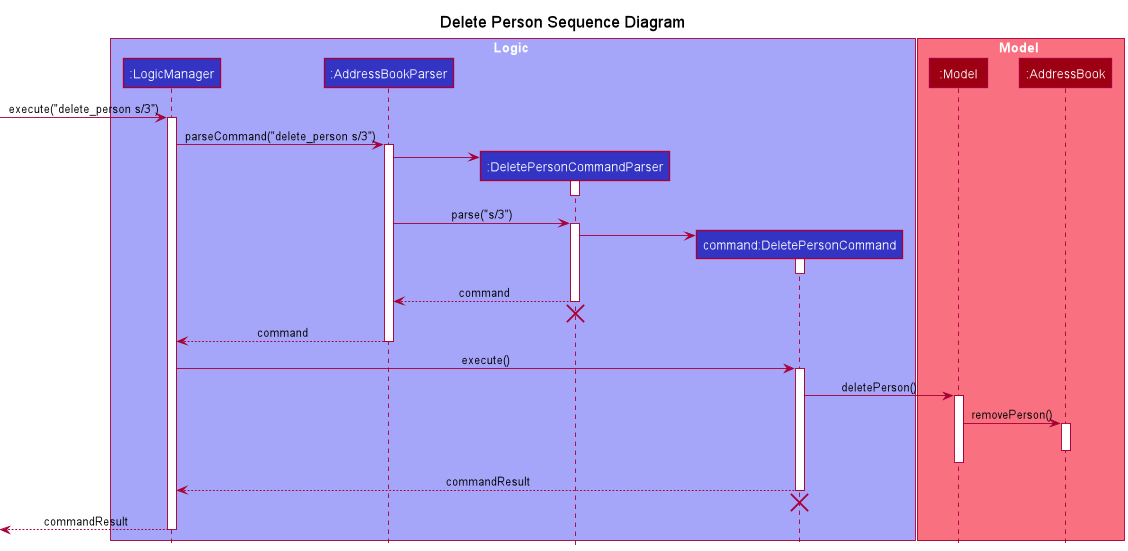 Delete Person Sequence Diagram
Logic
Model
:LogicManager
:AddressBookParser
:Model
:AddressBook
execute("delete_person s/3")
parseCommand("delete_person s/3")
:DeletePersonCommandParser
parse("s/3")
command:DeletePersonCommand
command
command
execute()
deletePerson()
removePerson()
commandResult
commandResult